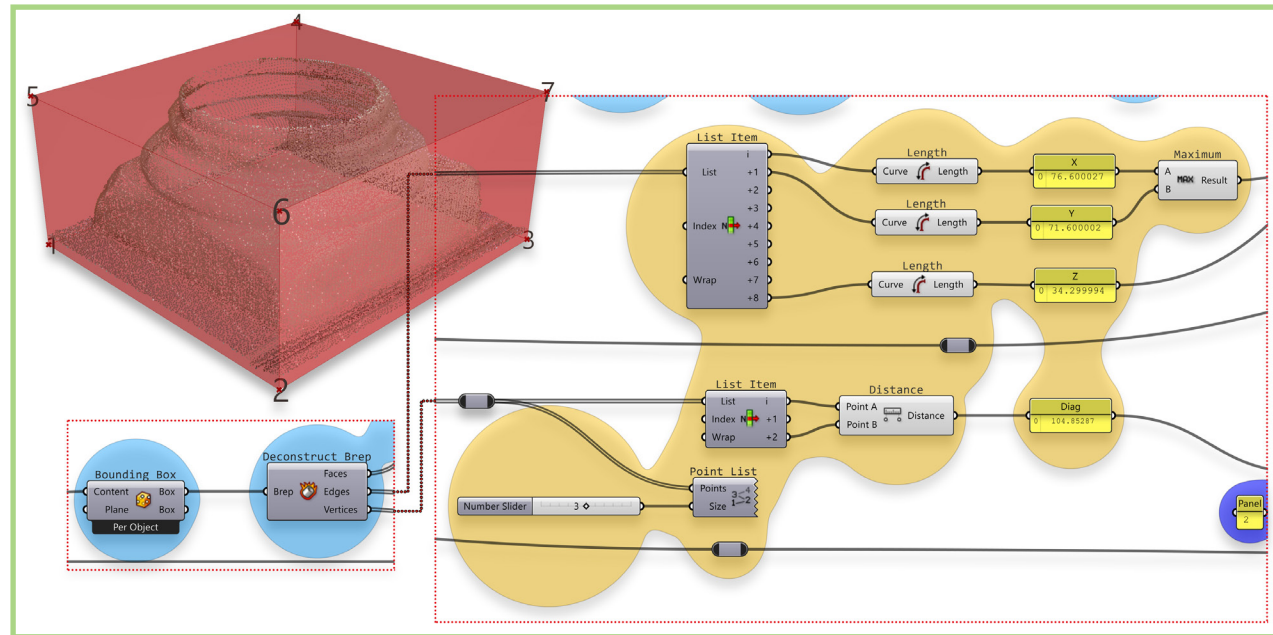 4
5
7
6
1
3
2
List Item
List
Index
N
Wrap
i
+1
+2
+3
+4
+5
+6
+7
+8
Length
Curve
Length
Length
Curve
Length
Length
Curve
Length
X
0 76.600027
Y
0 71.600002
Z
0 34.299994
Maximum
A
B
MAX
Result
List Item
List
Index
N
Wrap
i
+1
+2
Distance
Point A
Point B
Distance
Diag
0 104.85287
Point List
Points
Size
3 4
1 2
Number Slider
3
Bounding Box
Content
Plane
Box
Box
Per Object
Deconstruct Brep
Brep
Faces
Edges
Vertices
Panel
2